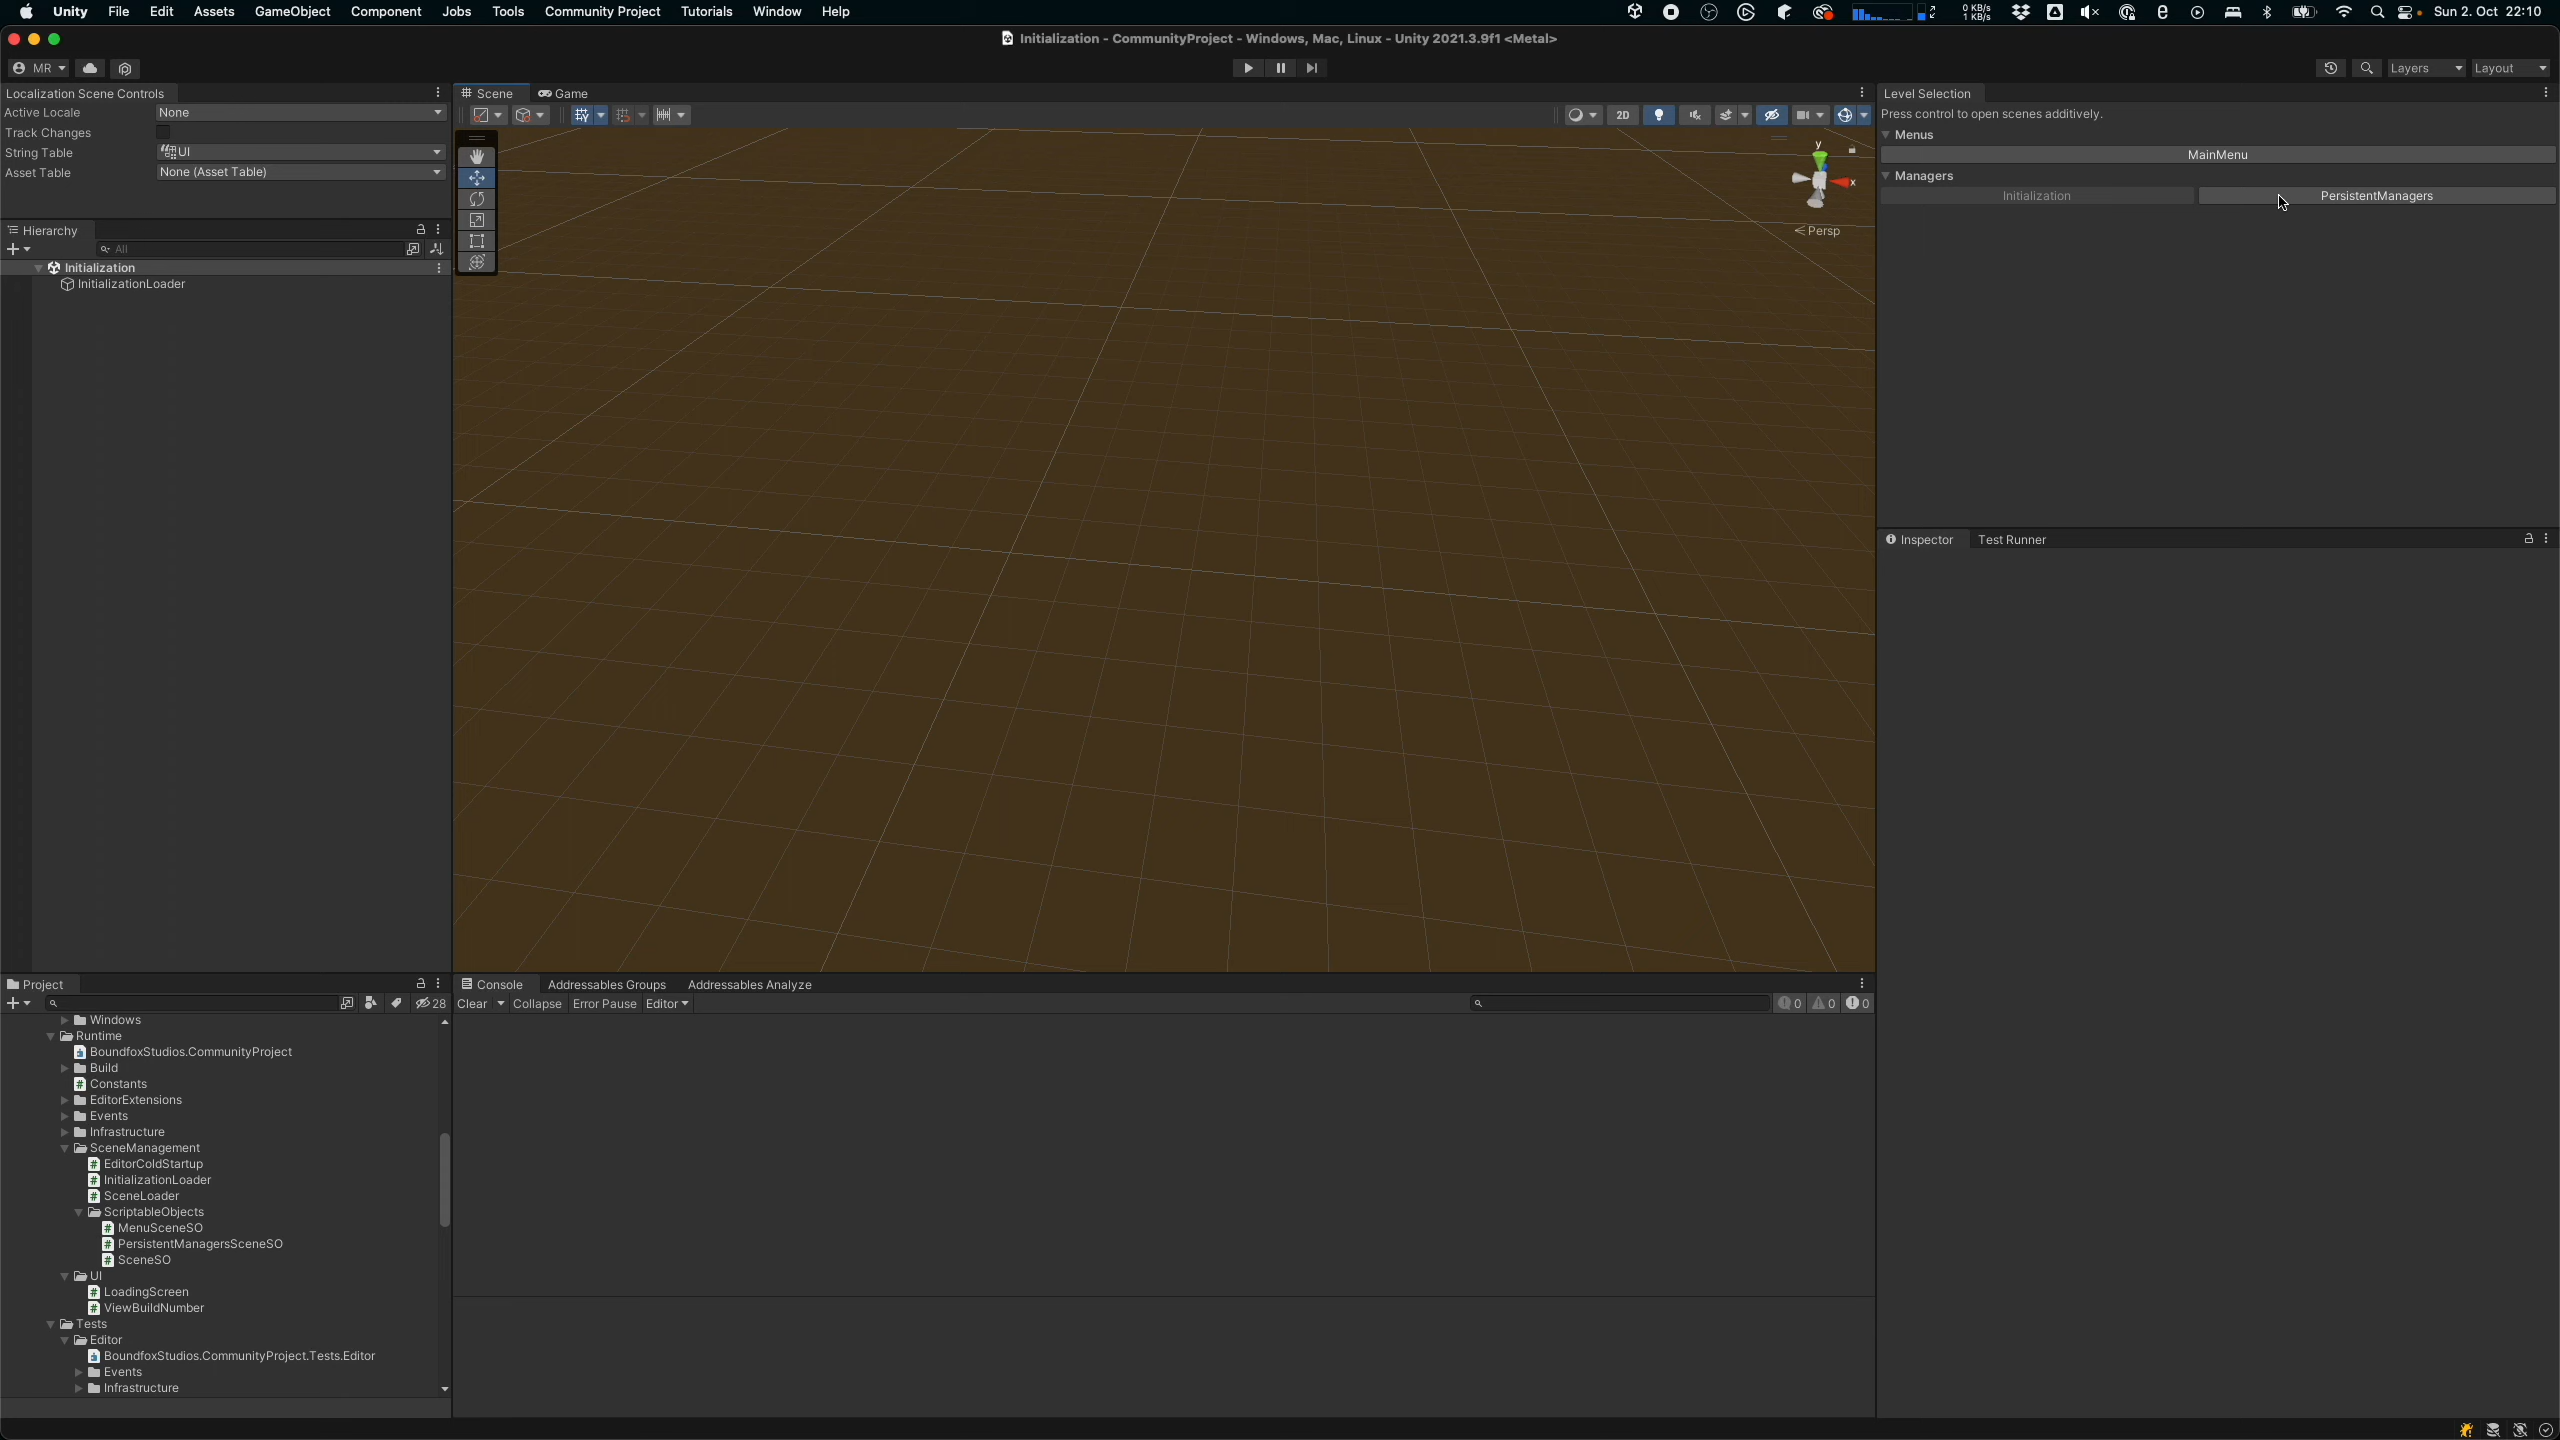 Unity File Edit Assets GameObject Component Jobs Tools Community Project Tutorials Window Help
0 KB/s
1 KB/s
Sun 2. Oct 22:10
Initialization - CommunityProject - Windows, Mac, Linux - Unity 2021.3.9f1 <Metal>
MR
Layers Layout
Localization Scene Controls
Active Locale None
Track Changes
String Table UI
Asset Table None (Asset Table)
Hierarchy
All
Initialization
InitializationLoader
Scene Game
2D
y
x
Persp
Level Selection
Press control to open scenes additively.
Menus
MainMenu
Managers
Initialization PersistentManagers
Inspector Test Runner
Project
28
Windows
Runtime
BoundfoxStudios.CommunityProject
Build
Constants
EditorExtensions
Events
Infrastructure
SceneManagement
EditorColdStartup
InitializationLoader
SceneLoader
ScriptableObjects
MenuSceneSO
PersistentManagersSceneSO
SceneSO
UI
LoadingScreen
ViewBuildNumber
Tests
Editor
BoundfoxStudios.CommunityProject.Tests.Editor
Events
Infrastructure
Console Addressables Groups Addressables Analyze
Clear Collapse Error Pause Editor
0 0 0